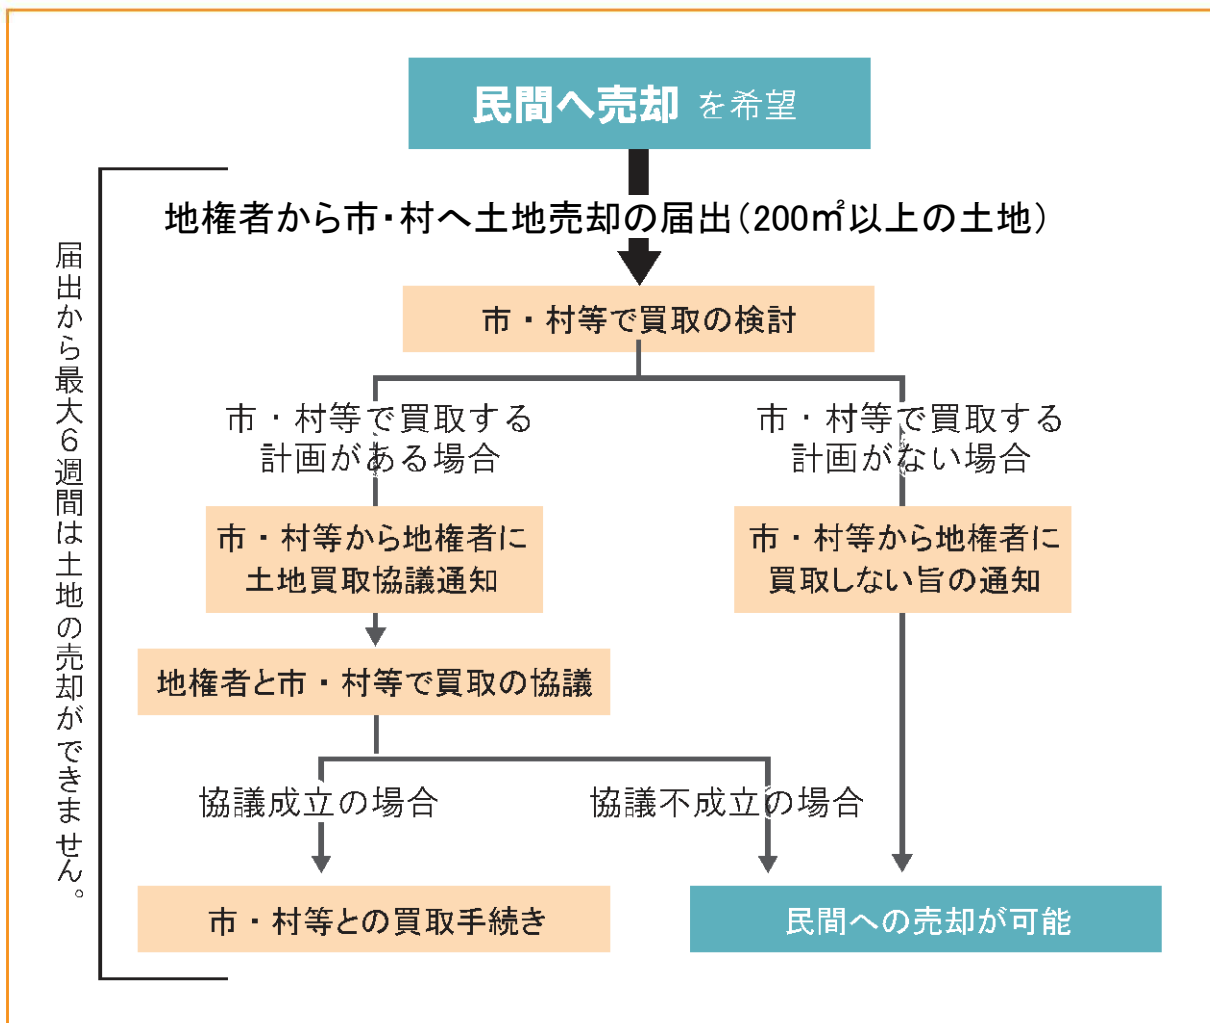 民間へ売却 を希望
地権者から市・村へ土地売却の届出(200㎡以上の土地)
届出から最大6週間は土地の売却ができません。
市・村等で買取の検討
市・村等で買取する
計画がある場合
市・村等で買取する
計画がない場合
市・村等から地権者に
土地買取協議通知
市・村等から地権者に
買取しない旨の通知
地権者と市・村等で買取の協議
協議成立の場合
協議不成立の場合
市・村等との買取手続き
民間への売却が可能